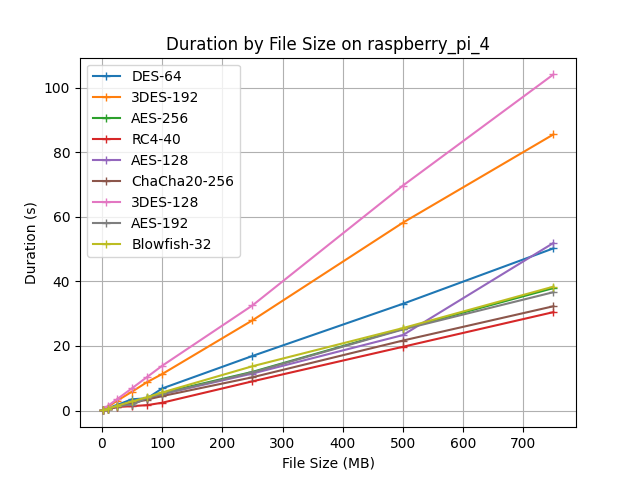 Duration by File Size on raspberry_pi_4
Duration (s)
100
80
60
40
20
0
DES-64
3DES-192
AES-256
RC4-40
AES-128
ChaCha20-256
3DES-128
AES-192
Blowfish-32
0 100 200 300 400 500 600 700
File Size (MB)